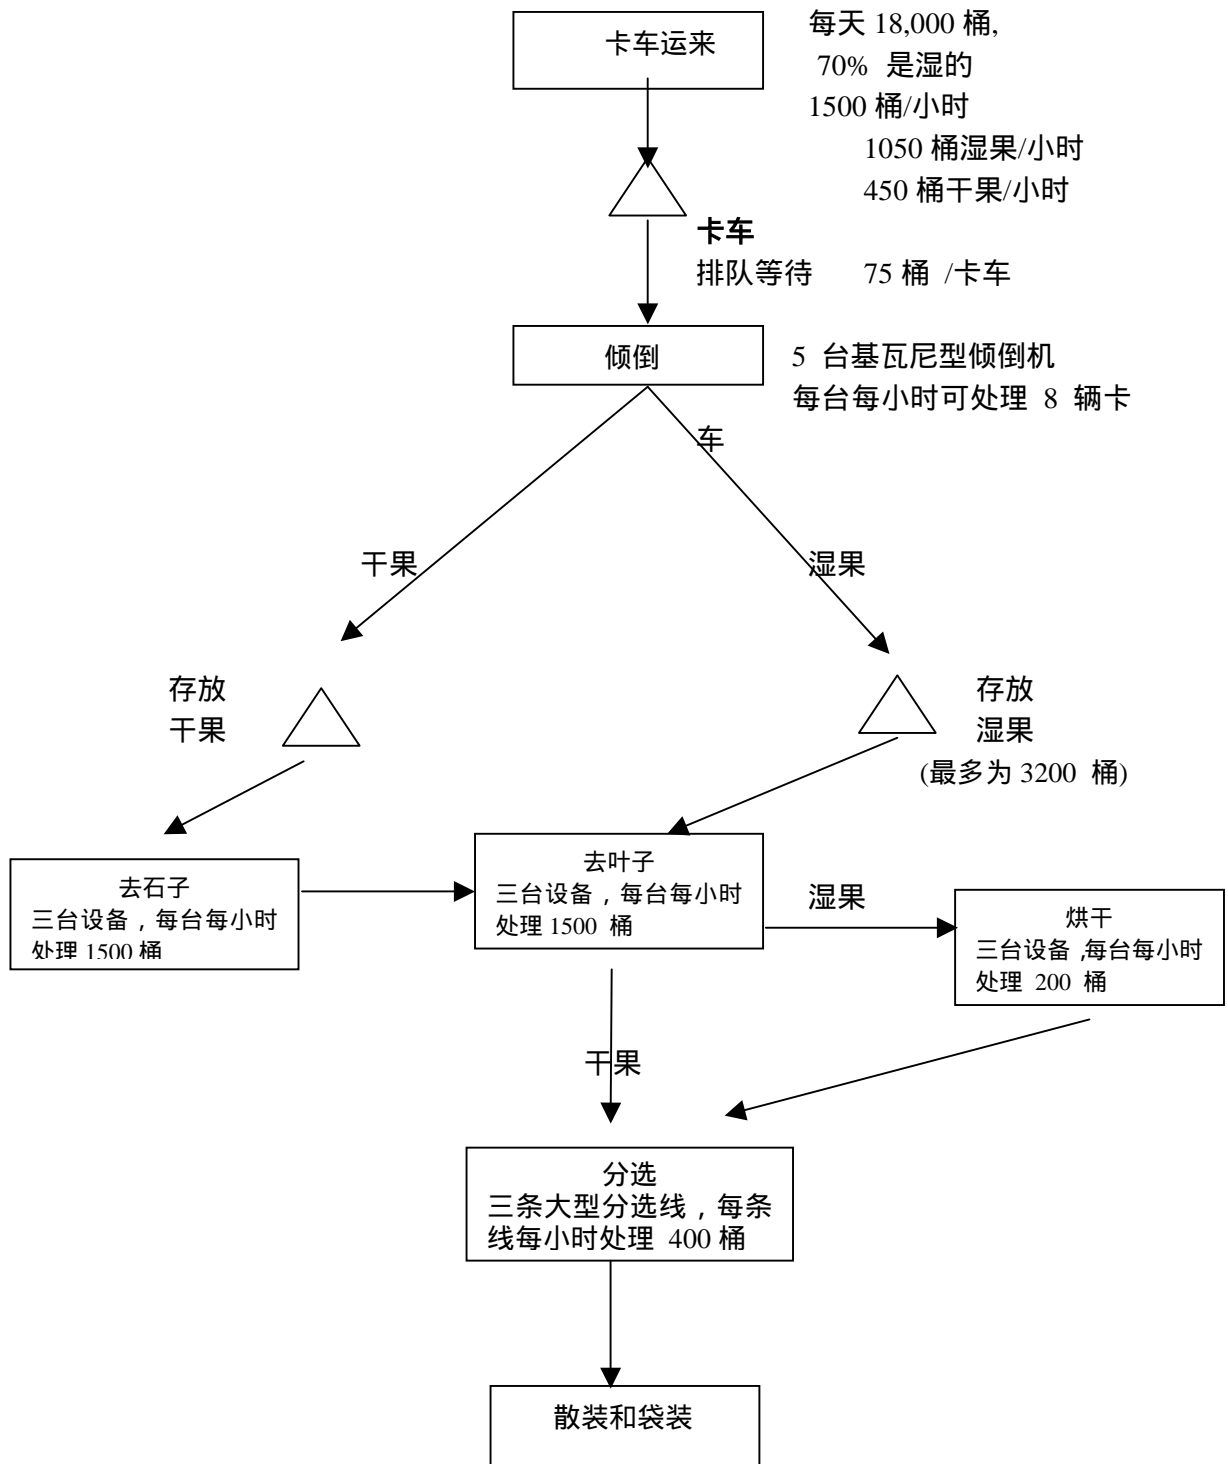 卡车运来
每天 18,000 桶,
70% 是湿的
1500 桶/小时
1050 桶湿果/小时
450 桶干果/小时
卡车
排队等待 75 桶 /卡车
倾倒
5 台基瓦尼型倾倒机
每台每小时可处理 8 辆卡
车
干果
湿果
存放
干果
存放
湿果
(最多为 3200 桶)
去石子
三台设备，每台每小时
处理 1500 桶
去叶子
三台设备，每台每小时
处理 1500 桶
湿果
烘干
三台设备,每台每小时
处理 200 桶
干果
分选
三条大型分选线，每条
线每小时处理 400 桶
散装和袋装